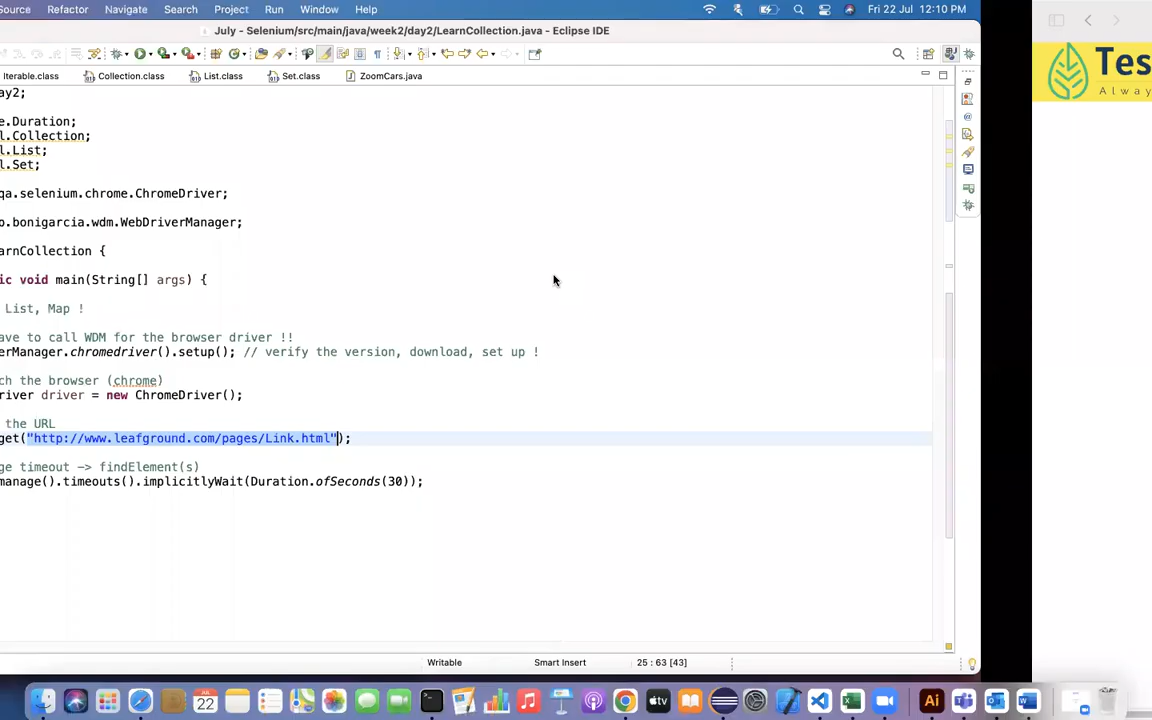 Source Refactor Navigate Search Project Run Window Help Fri 22 Jul 12:10 PM
July - Selenium/src/main/java/week2/day2/LearnCollection.java - Eclipse IDE
Iterable.class Collection.class List.class Set.class ZoomCars.java
ay2;
e.Duration;
l.Collection;
l.List;
l.Set;
qa.selenium.chrome.ChromeDriver;
o.bonigarcia.wdm.WebDriverManager;
arnCollection {
ic void main(String[] args) {
List, Map !
ave to call WDM for the browser driver !!
erManager.chromedriver().setup(); // verify the version, download, set up !
ch the browser (chrome)
river driver = new ChromeDriver();
the URL
get("http://www.leafground.com/pages/Link.html");
ge timeout -> findElement(s)
manage().timeouts().implicitlyWait(Duration.ofSeconds(30));
Writable Smart Insert 25 : 63 [43]
Tes
Alway
JUL
22
Ai